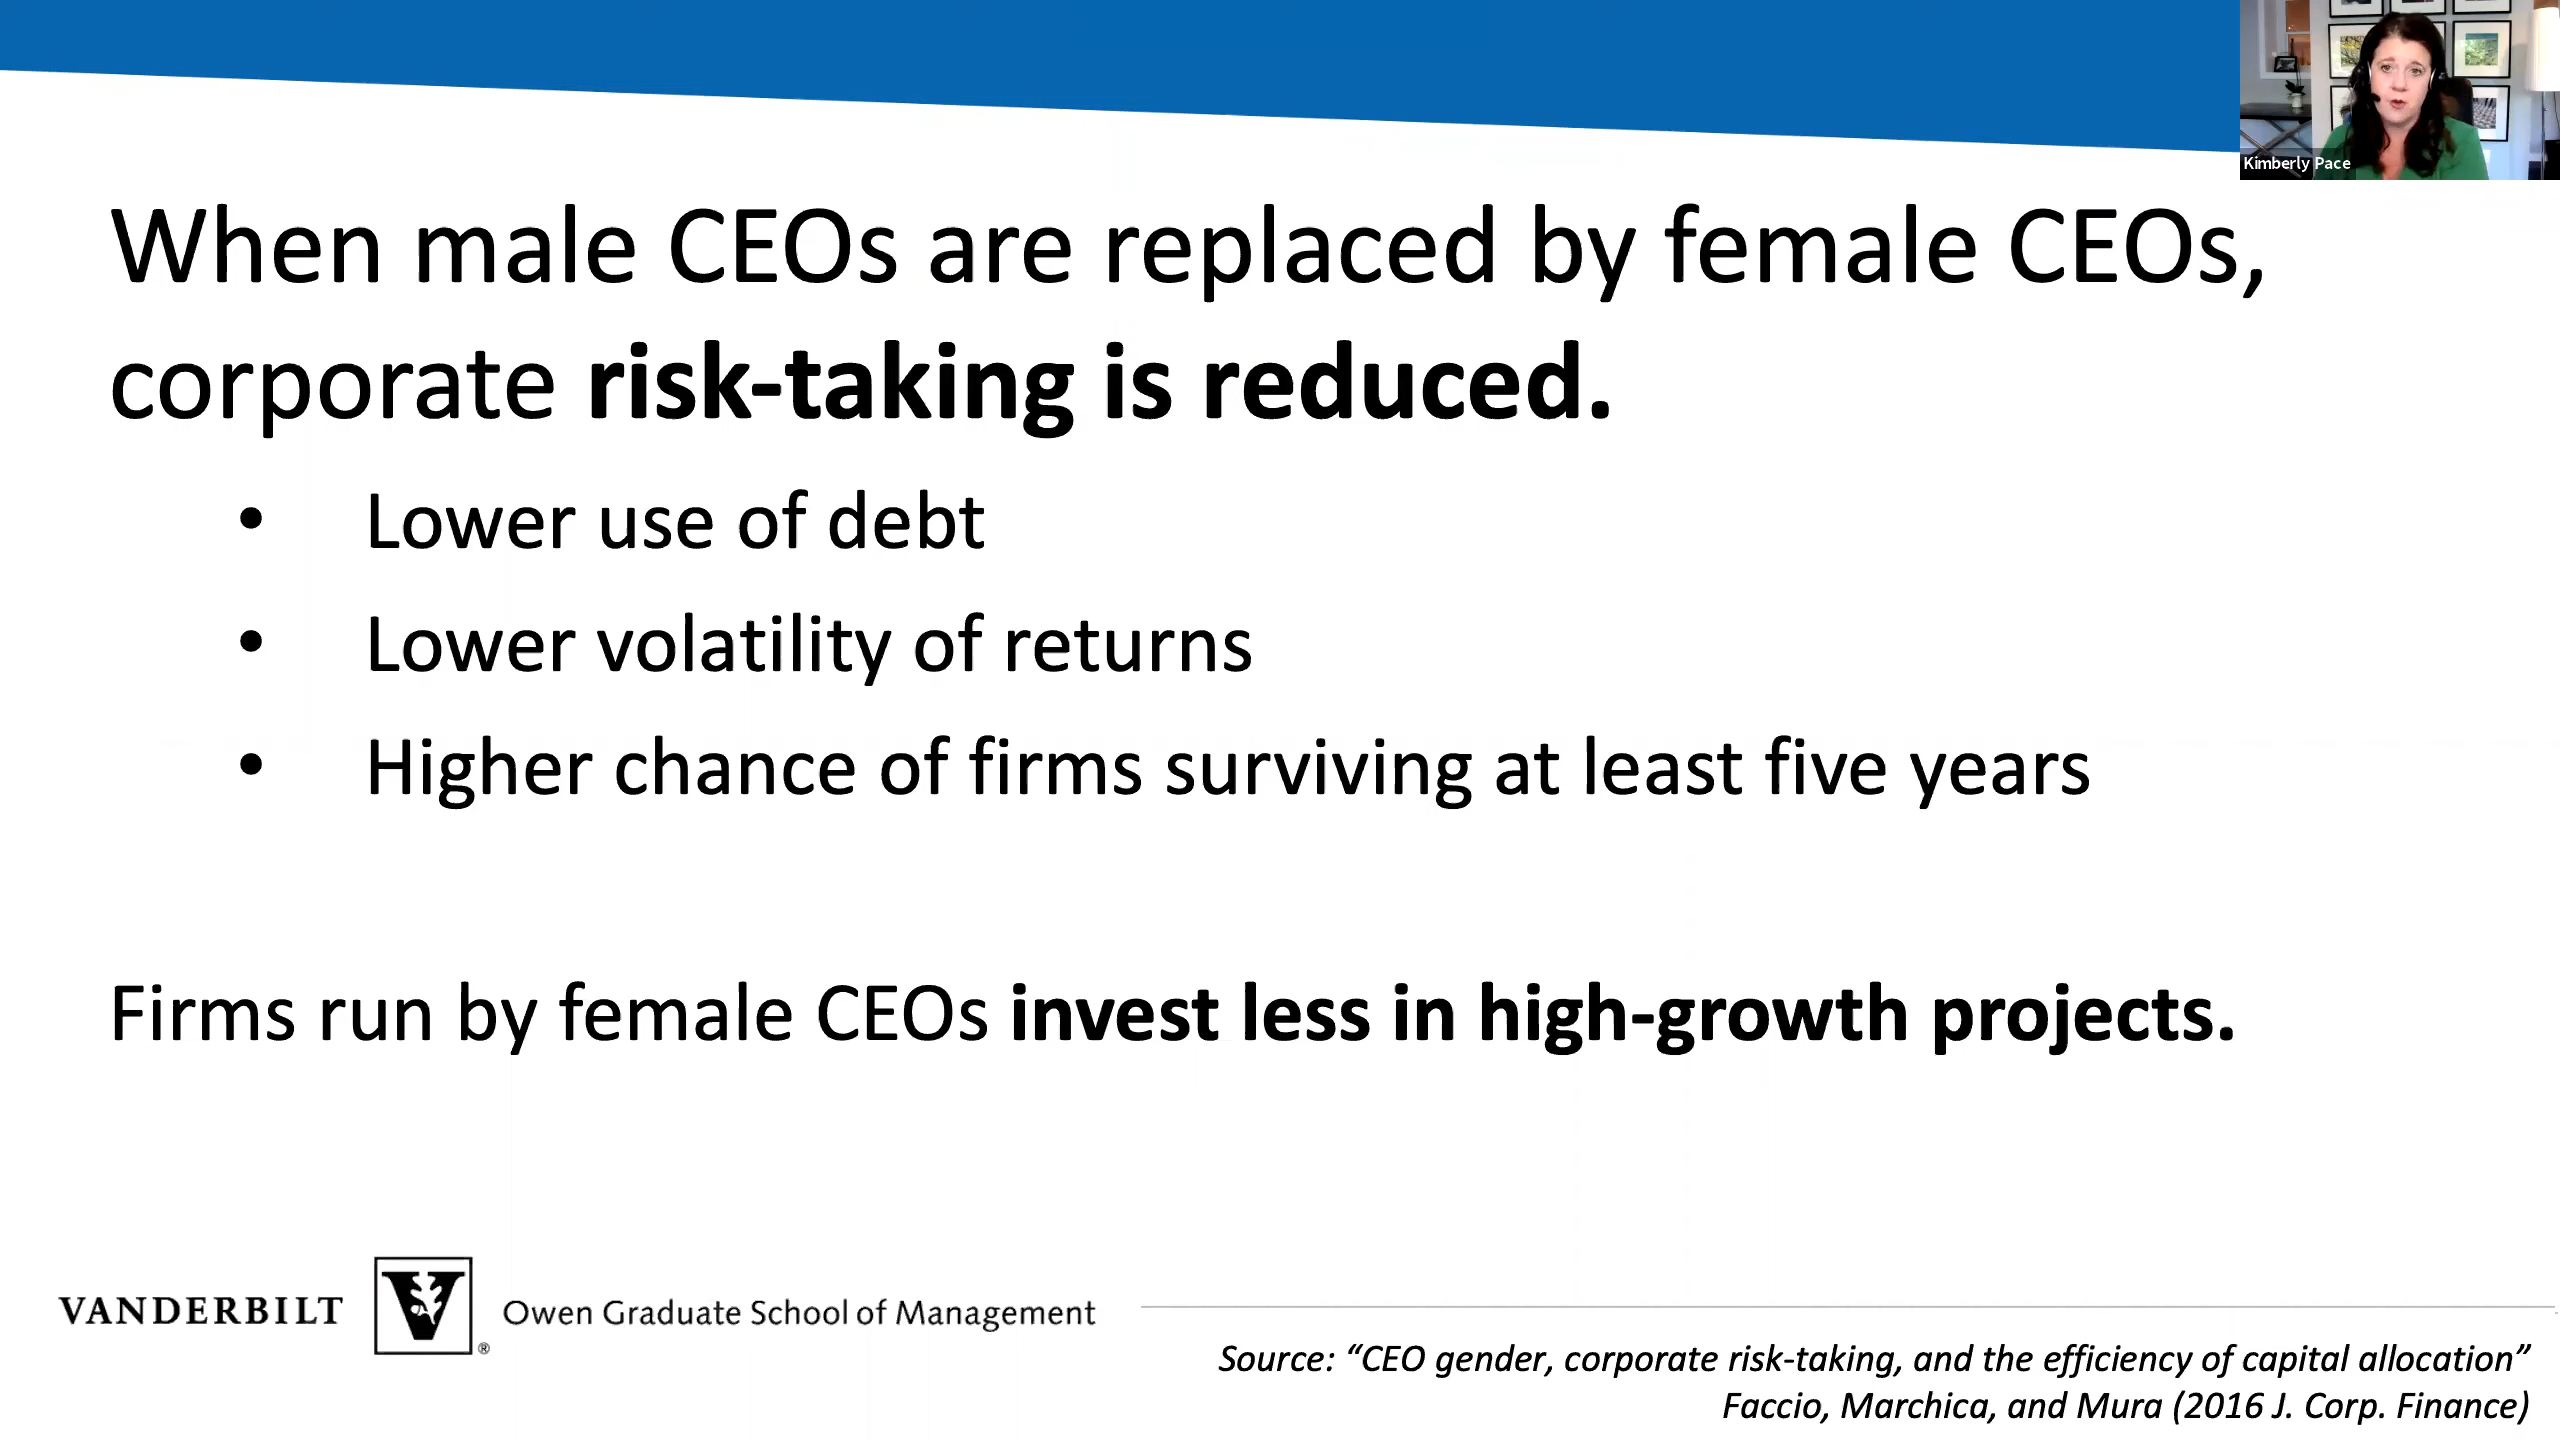 Kimberly Pace
When male CEOs are replaced by female CEOs,
corporate risk-taking is reduced.
• Lower use of debt
• Lower volatility of returns
• Higher chance of firms surviving at least five years
Firms run by female CEOs invest less in high-growth projects.
VANDERBILT V ® Owen Graduate School of Management
Source: “CEO gender, corporate risk-taking, and the efficiency of capital allocation”
Faccio, Marchica, and Mura (2016 J. Corp. Finance)